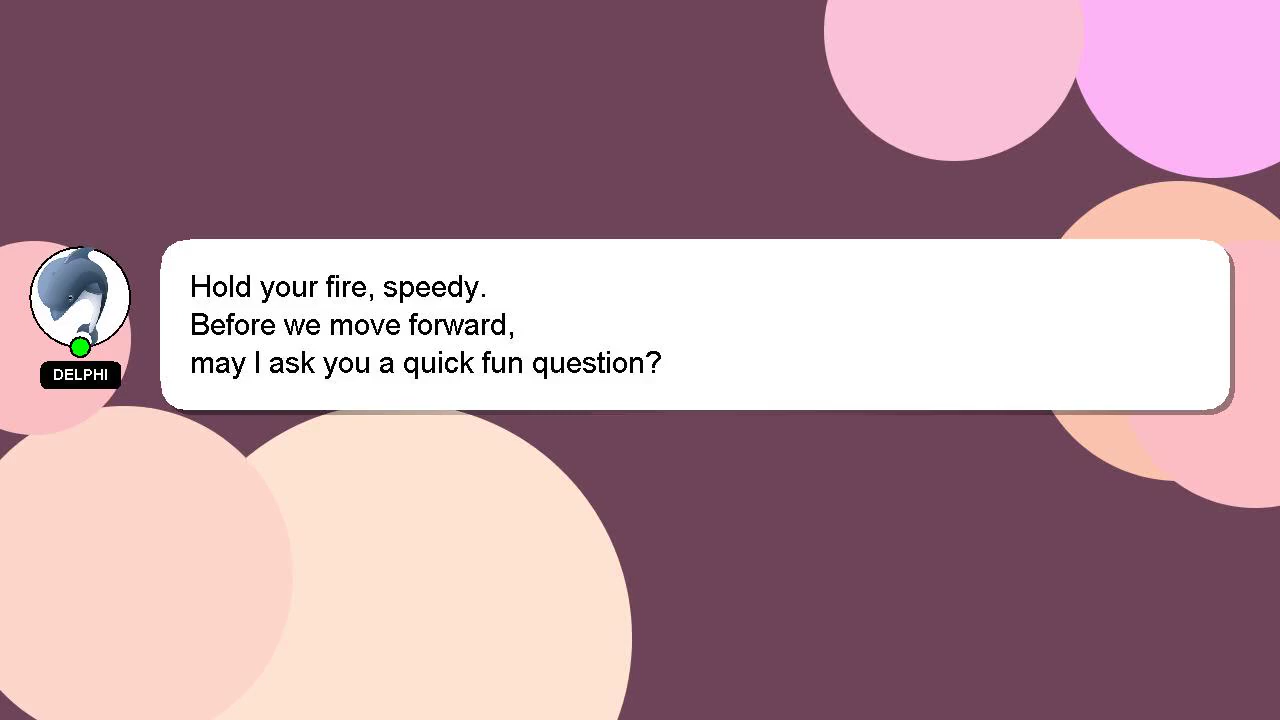 Hold your fire, speedy.
Before we move forward,
may I ask you a quick fun question?
DELPHI